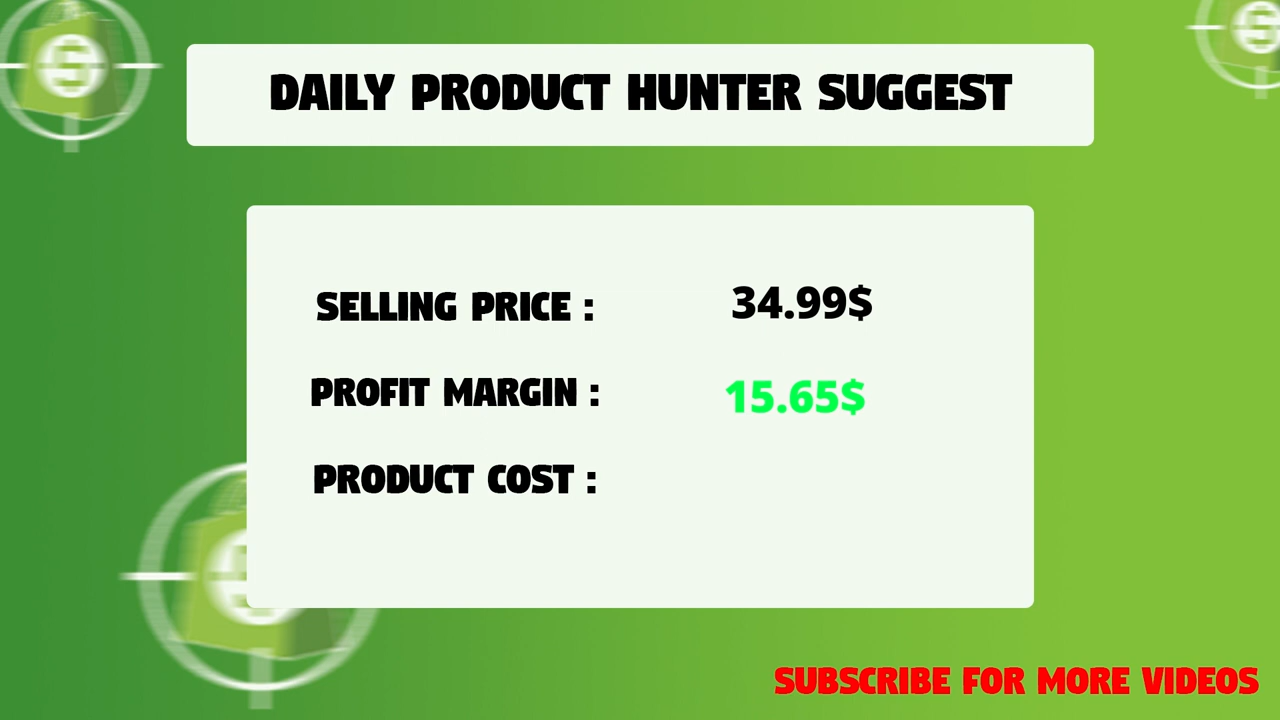 DAILY PRODUCT HUNTER SUGGEST
SELLING PRICE : 34.99$
PROFIT MARGIN : 15.65$
PRODUCT COST :
SUBSCRIBE FOR MORE VIDEOS